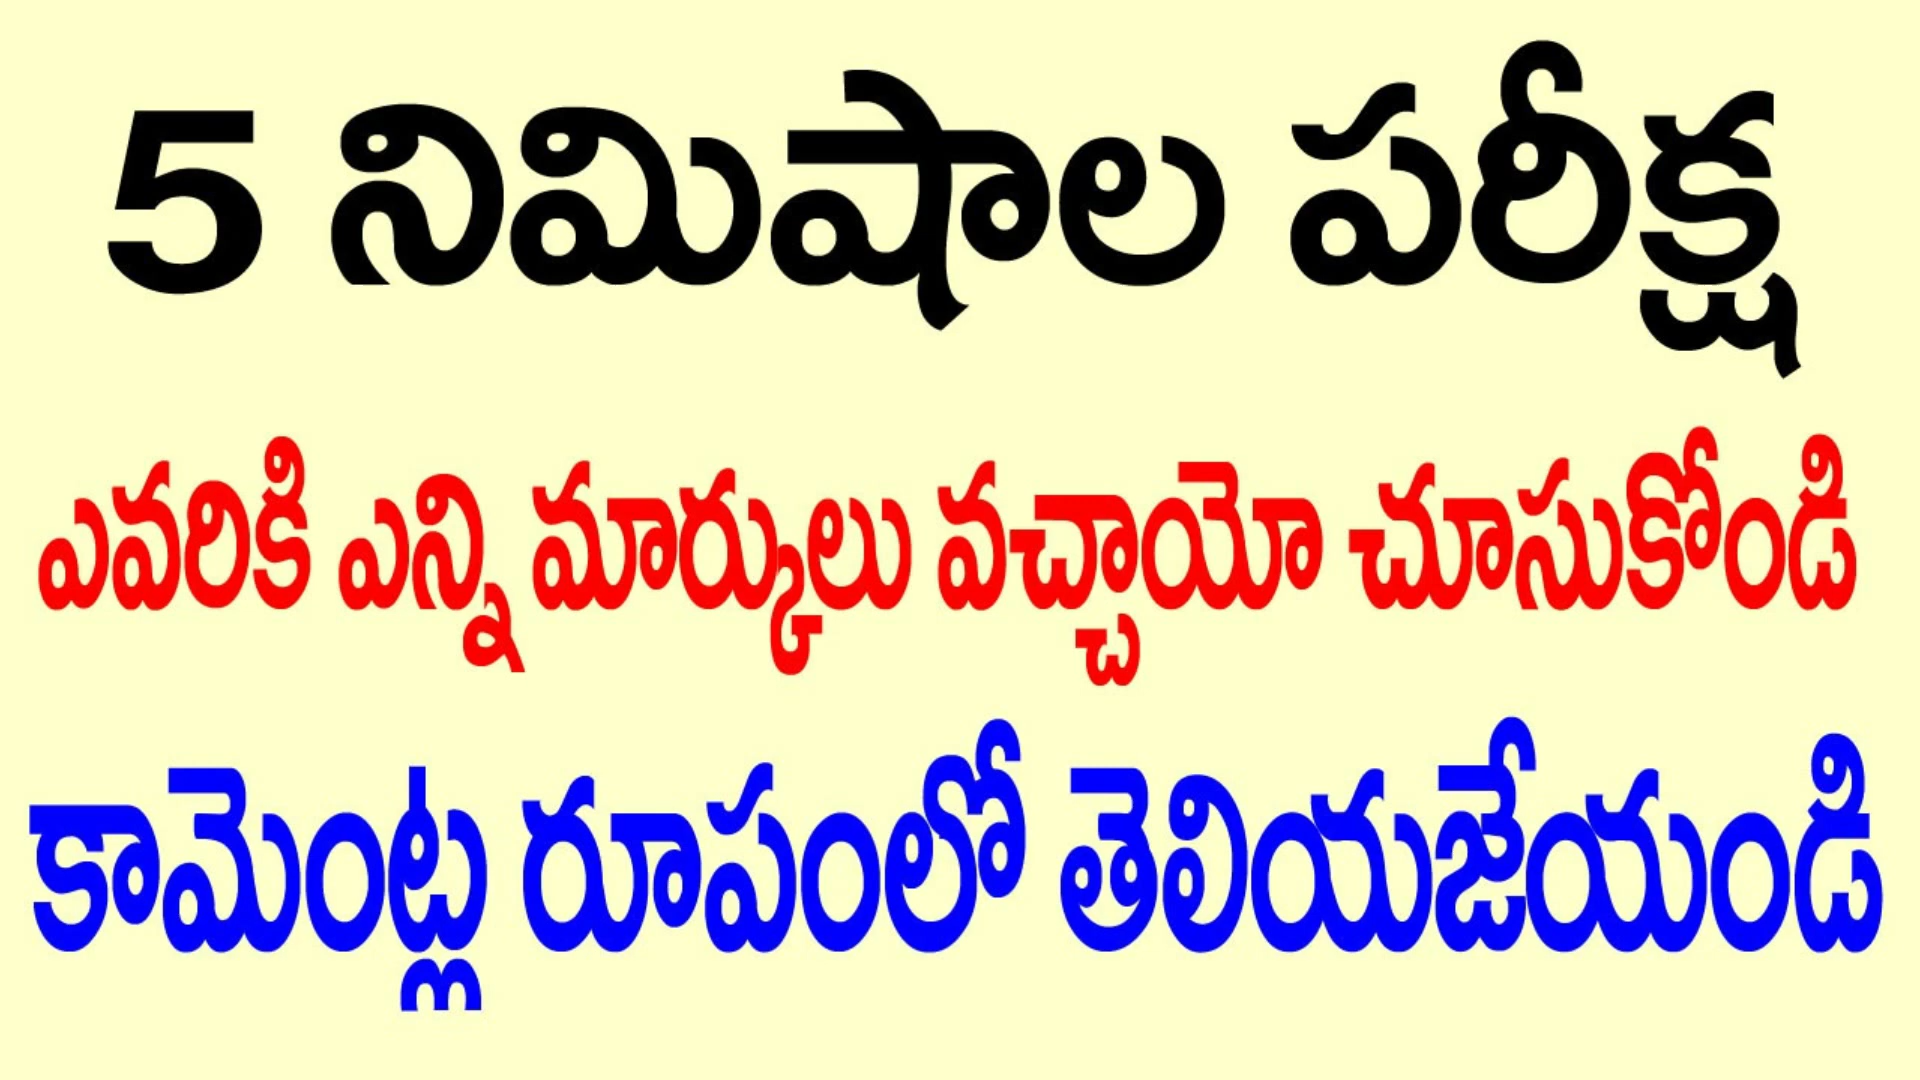 5 నిమిషాల పరీక్ష
ఎవరికి ఎన్ని మార్కులు వచ్చాయో చూసుకోండి
కామెంట్ల రూపంలో తెలియజేయండి